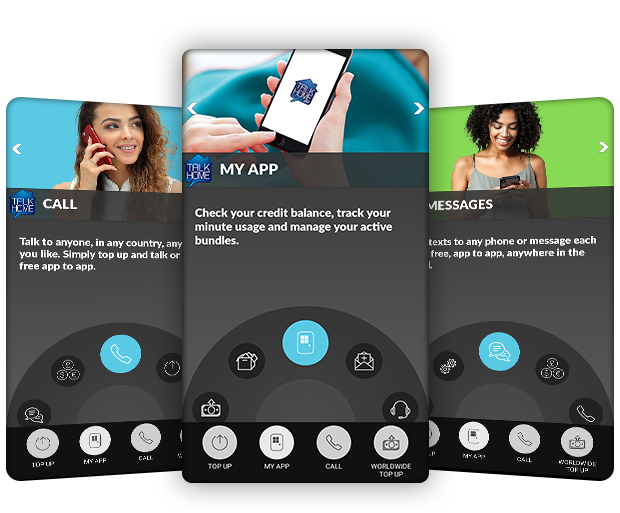 TALK
HOME
CALL
Talk to anyone, in any country, any
you like. Simply top up and talk or
free app to app.
TOP UP
MY APP
CALL
TALK
HOME
TALK
HOME
MY APP
Check your credit balance, track your
minute usage and manage your active
bundles.
TOP UP
MY APP
CALL
WORLDWIDE
TOP UP
MESSAGES
texts to any phone or message each
free, app to app, anywhere in the
MY APP
CALL
WORLDWIDE
TOP UP